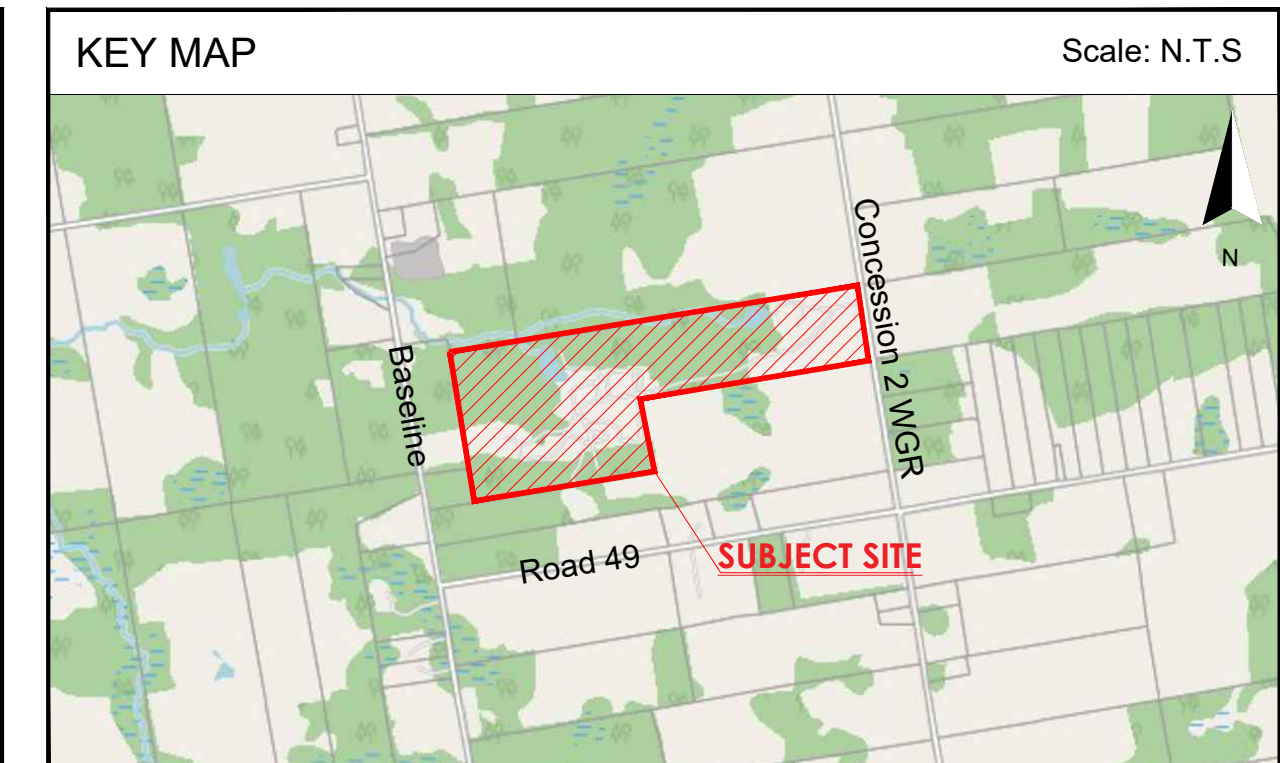 KEY MAP
Scale: N.T.S
N
Concession 2 WGR
Baseline
Road 49
SUBJECT SITE